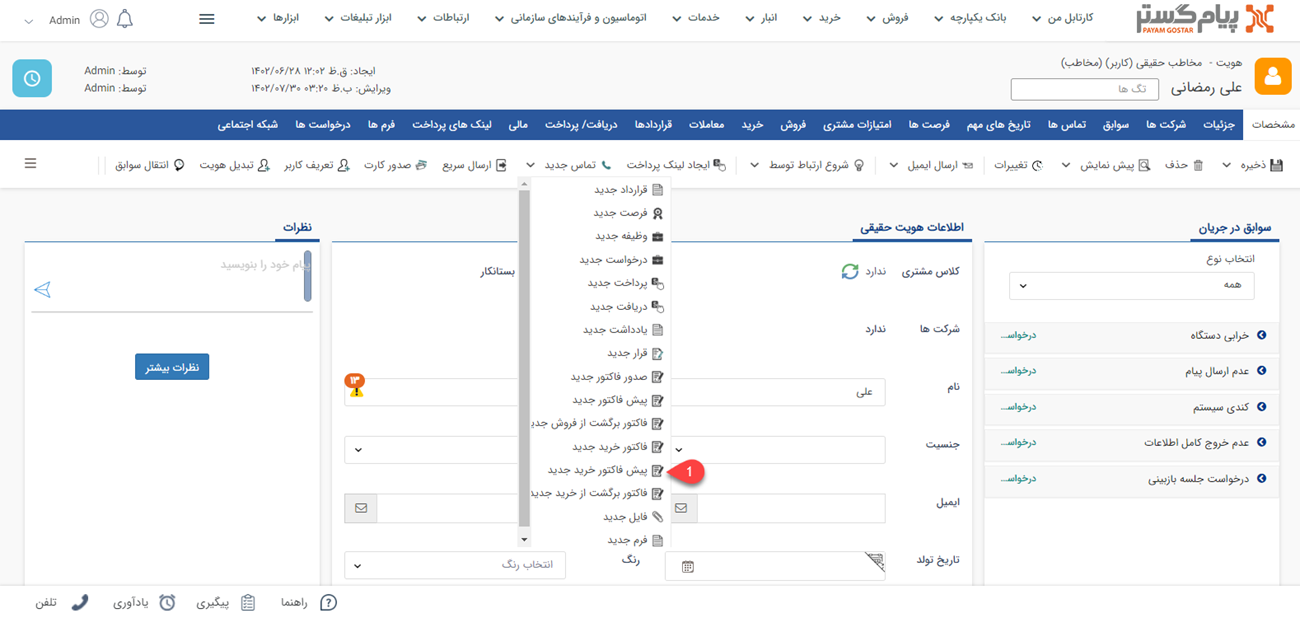 پیام‌گستر
PAYAM GOSTAR
کارتابل من
بانک یکپارچه
فروش
خرید
انبار
خدمات
اتوماسیون و فرآیندهای سازمانی
ارتباطات
ابزار تبلیغات
ابزارها
Admin
هویت - مخاطب حقیقی (کاربر) (مخاطب)
علی رمضانی
تگ ها
ایجاد: ق.ظ ۱۲:۰۲ ۱۴۰۲/۰۶/۲۸
توسط: Admin
ویرایش: ب.ظ ۰۳:۲۰ ۱۴۰۲/۰۷/۳۰
توسط: Admin
مشخصات
جزئیات
شرکت ها
سوابق
تماس ها
تاریخ های مهم
فرصت ها
امتیازات مشتری
فروش
خرید
معاملات
قراردادها
دریافت/ پرداخت
مالی
لینک های پرداخت
فرم ها
درخواست ها
شبکه اجتماعی
ذخیره
حذف
پیش نمایش
تغییرات
ارسال ایمیل
شروع ارتباط توسط
ایجاد لینک پرداخت
تماس جدید
ارسال سریع
صدور کارت
تعریف کاربر
تبدیل هویت
انتقال سوابق
قرارداد جدید
فرصت جدید
وظیفه جدید
درخواست جدید
پرداخت جدید
دریافت جدید
یادداشت جدید
قرار جدید
صدور فاکتور جدید
پیش فاکتور جدید
فاکتور برگشت از فروش جدید
فاکتور خرید جدید
پیش فاکتور خرید جدید
1
فاکتور برگشت از خرید جدید
فایل جدید
فرم جدید
سوابق در جریان
انتخاب نوع
همه
خرابی دستگاه
درخواس...
عدم ارسال پیام
درخواس...
کندی سیستم
درخواس...
عدم خروج کامل اطلاعات
درخواس...
درخواست جلسه بازبینی
درخواس...
اطلاعات هویت حقیقی
کلاس مشتری
ندارد
بستانکار
شرکت ها
ندارد
نام
علی
۱۳
جنسیت
ایمیل
تاریخ تولد
رنگ
انتخاب رنگ
نظرات
پیام خود را بنویسید
نظرات بیشتر
راهنما
پیگیری
یادآوری
تلفن